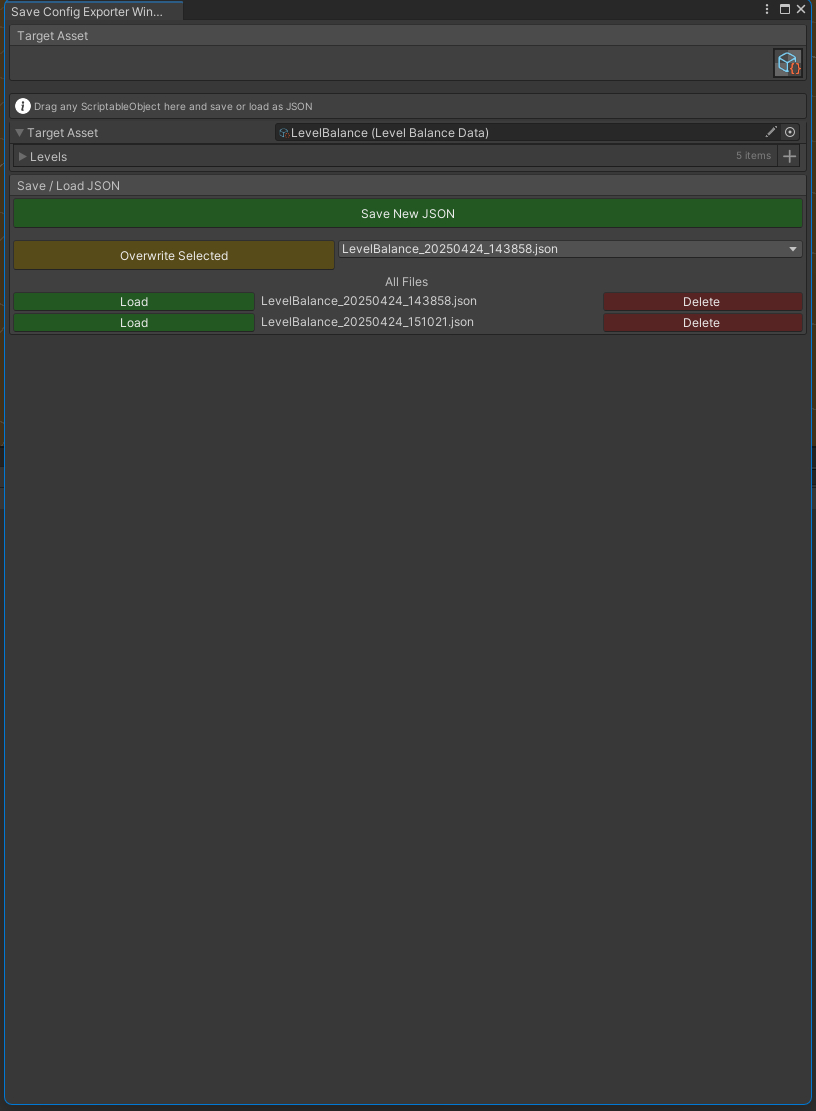 Save Config Exporter Win...
Target Asset
Drag any ScriptableObject here and save or load as JSON
Target Asset LevelBalance (Level Balance Data)
Levels 5 items
Save / Load JSON
Save New JSON
Overwrite Selected LevelBalance_20250424_143858.json
All Files
Load LevelBalance_20250424_143858.json Delete
Load LevelBalance_20250424_151021.json Delete